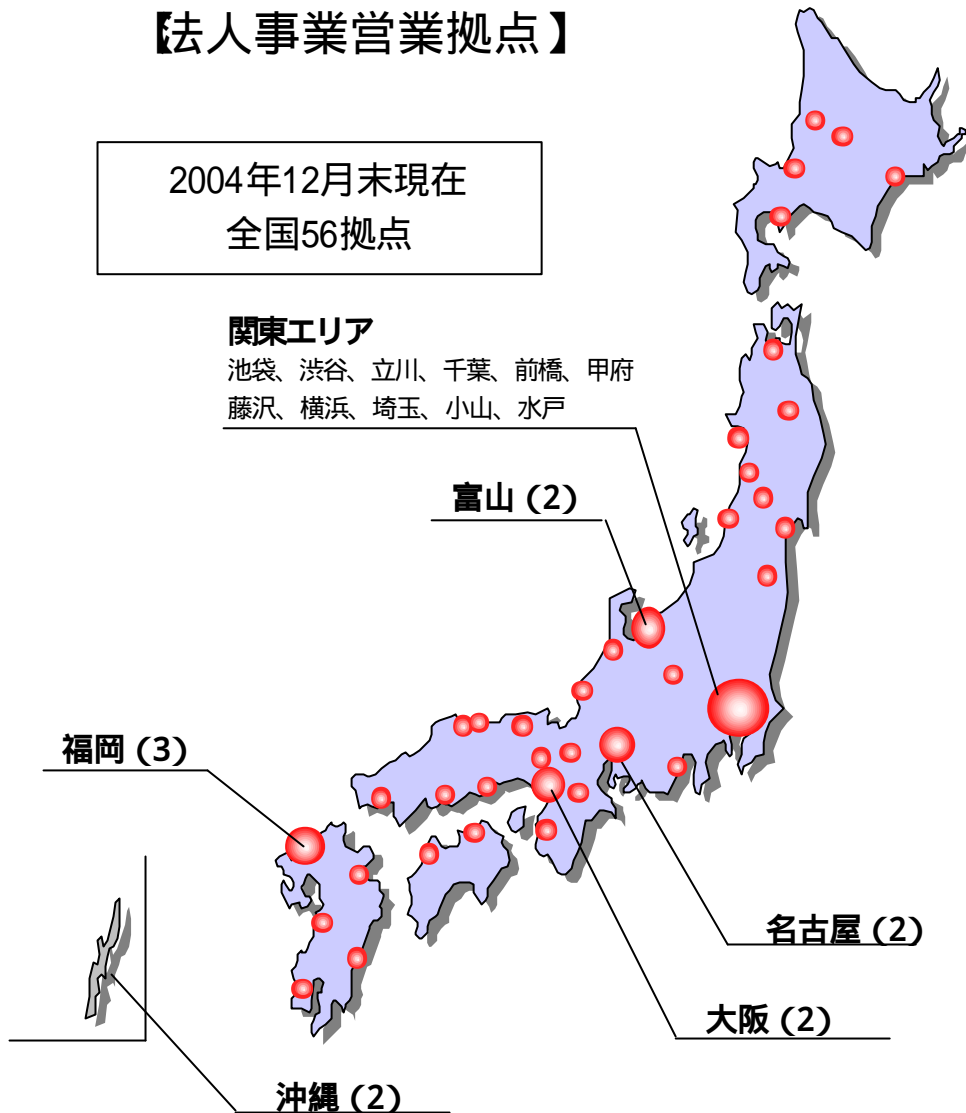 【法人事業営業拠点】
2004年12月末現在
全国56拠点
関東エリア
池袋、渋谷、立川、千葉、前橋、甲府
藤沢、横浜、埼玉、小山、水戸
富山(2)
福岡(3)
名古屋(2)
大阪(2)
沖縄(2)